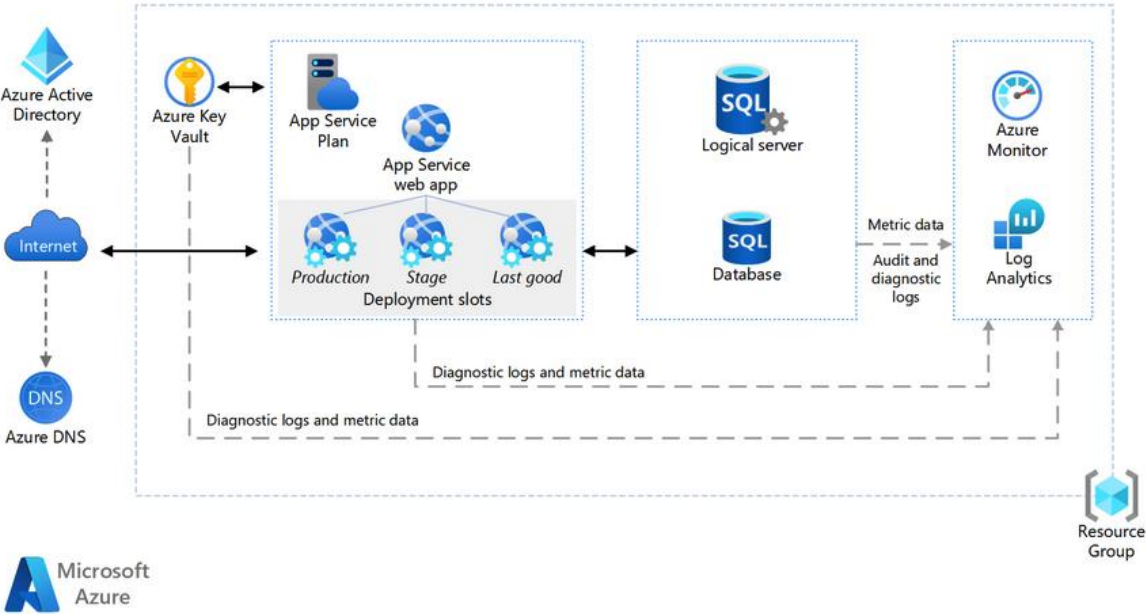 Azure Active
Directory
Internet
DNS
Azure DNS
Azure Key
Vault
App Service
Plan
App Service
web app
Production
Stage
Last good
Deployment slots
SQL
Logical server
SQL
Database
Metric data
Audit and
diagnostic
logs
Azure
Monitor
Log
Analytics
Diagnostic logs and metric data
Diagnostic logs and metric data
Resource
Group
Microsoft
Azure